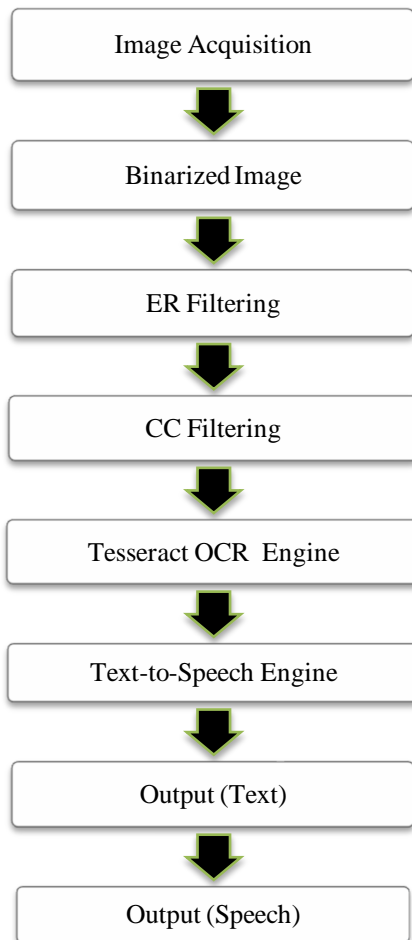 Image Acquisition
Binarized Image
ER Filtering
CC Filtering
Tesseract OCR Engine
Text-to-Speech Engine
Output (Text)
Output (Speech)